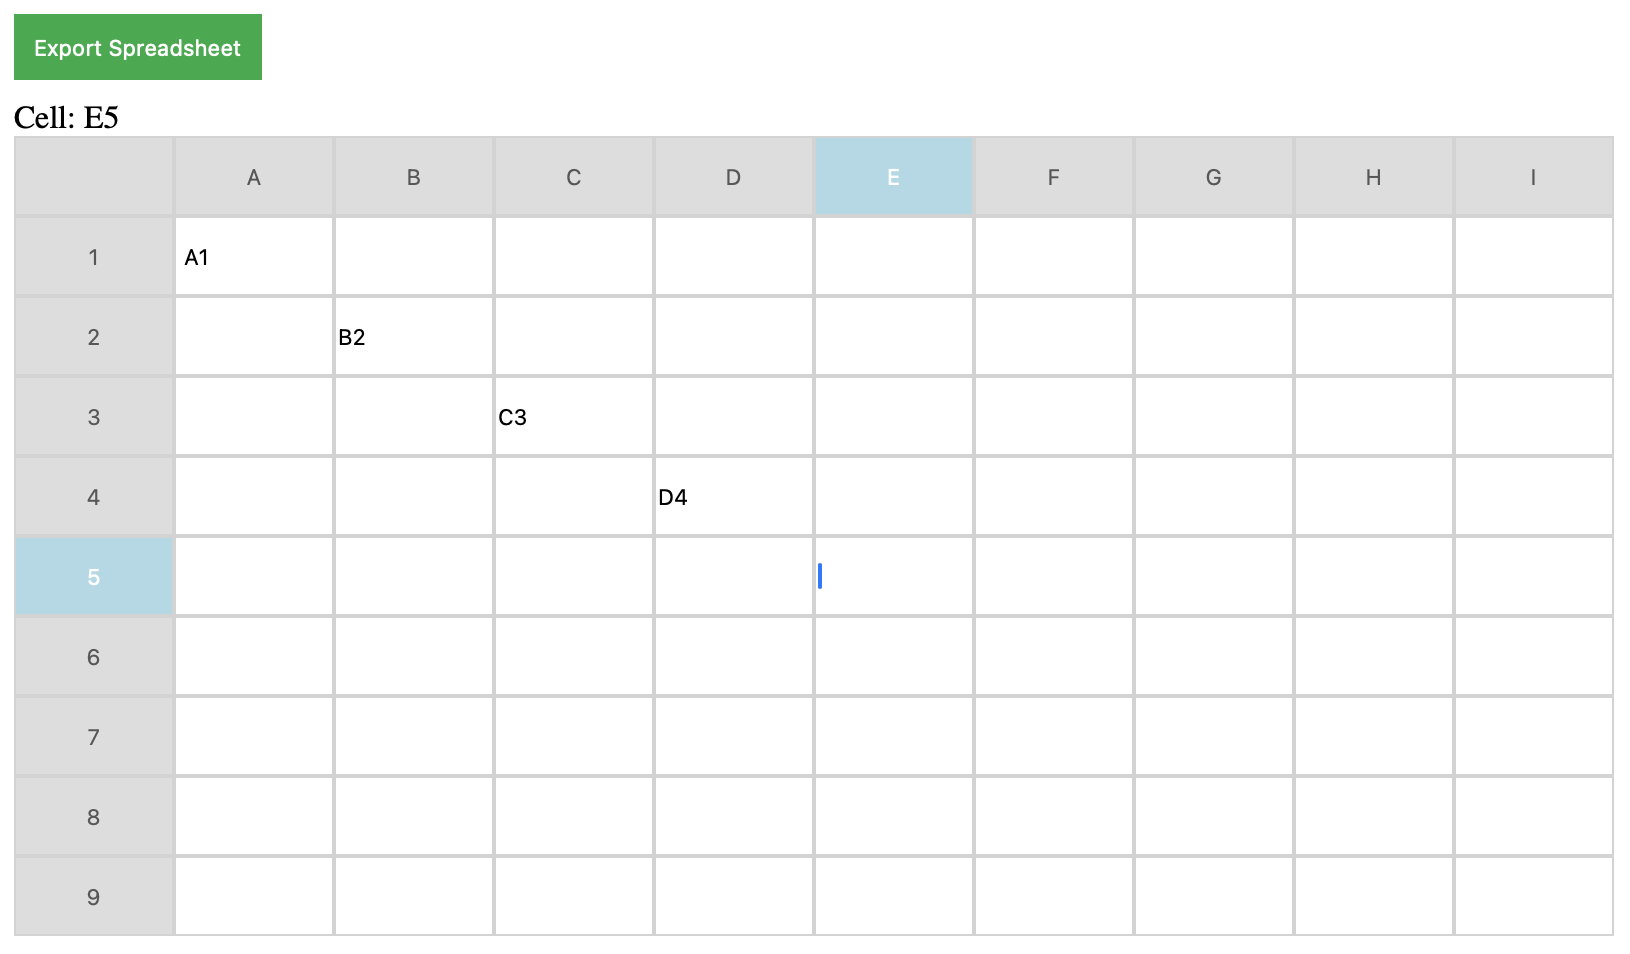 Export Spreadsheet
Cell: E5
A B C D E F G H I
1 A1
2 B2
3 C3
4 D4
5
6
7
8
9